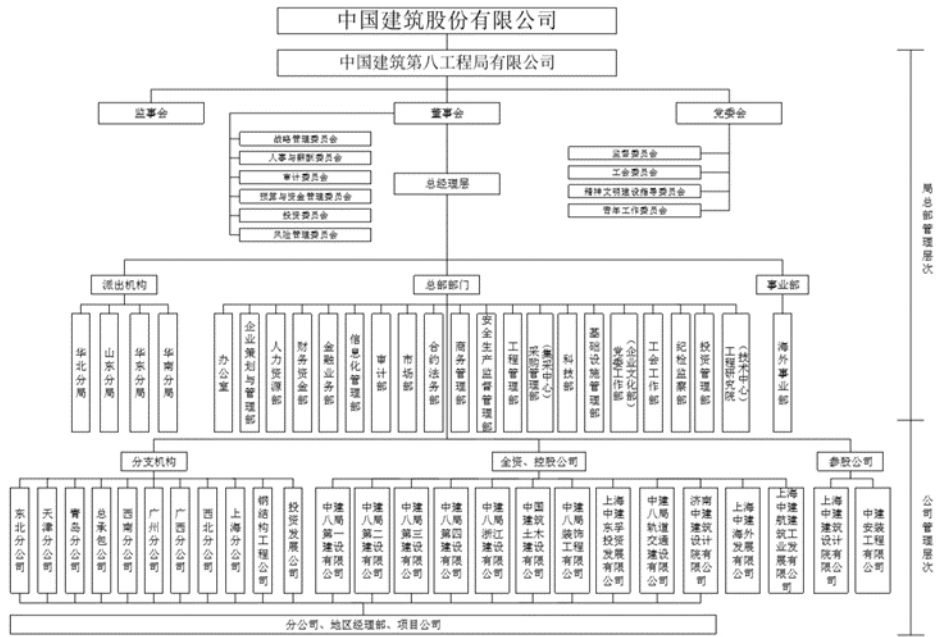 中国建筑股份有限公司
中国建筑第八工程局有限公司
监事会
董事会
党委会
战略管理委员会
人事与薪酬委员会
审计委员会
预算与资金管理委员会
投资委员会
风险管理委员会
总经理层
监督委员会
工会委员会
精神文明建设指导委员会
青年工作委员会
局总部管理层次
派出机构
总部部门
事业部
华北分局
山东分局
华东分局
华南分局
办公室
企业策划与管理部
人力资源部
财务资金部
金融业务部
信息化管理部
审计部
市场部
合约法务部
商务管理部
安全生产监督管理部
工程管理部
采购管理部
（集采中心）
科技部
基础设施管理部
党委工作部
（企业文化部）
工会工作部
纪检监察部
投资管理部
工程研究院
（技术中心）
海外事业部
分支机构
全资、控股公司
参股公司
公司管理层次
东北分公司
天津分公司
青岛分公司
总承包公司
西南分公司
广州分公司
广西分公司
西北分公司
上海分公司
钢结构工程公司
投资发展公司
中建八局第一建设有限公司
中建八局第二建设有限公司
中建八局第三建设有限公司
中建八局第四建设有限公司
中建八局浙江建设有限公司
中国建筑土木建设有限公司
中建八局装饰工程有限公司
上海中建东孚投资发展有限公司
中建八局轨道交通建设有限公司
济南中建建筑设计院有限公司
上海中建海外发展有限公司
上海中建航建筑工业发展有限公司
上海中建建筑设计院有限公司
中建安装工程有限公司
分公司、地区经理部、项目公司